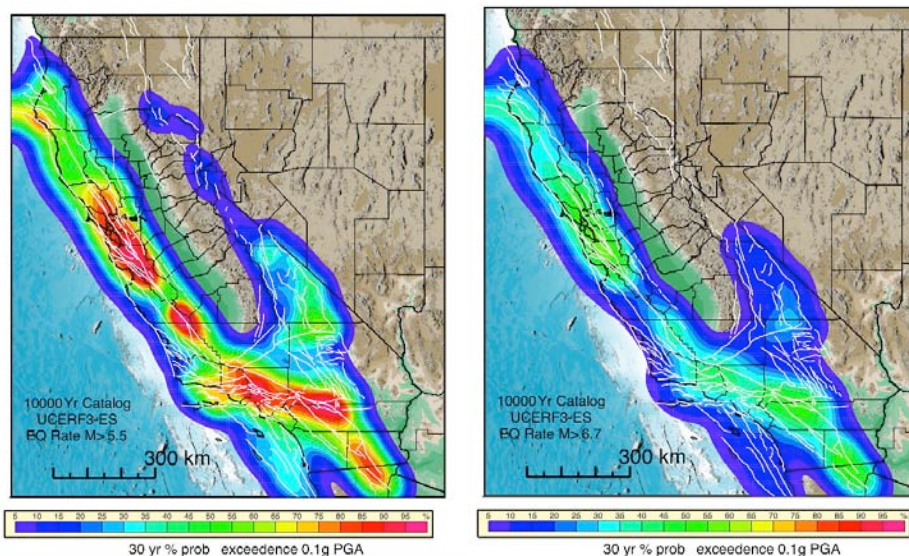 10000 Yr Catalog
UCERF3-ES
EQ Rate M>5.5
300 km
5 10 15 20 25 30 35 40 45 50 55 60 65 70 75 80 85 90 95 %
30 yr % prob exceedence 0.1g PGA
10000 Yr Catalog
UCERF3-ES
EQ Rate M>6.7
300 km
5 10 15 20 25 30 35 40 45 50 55 60 65 70 75 80 85 90 95 %
30 yr % prob exceedence 0.1g PGA